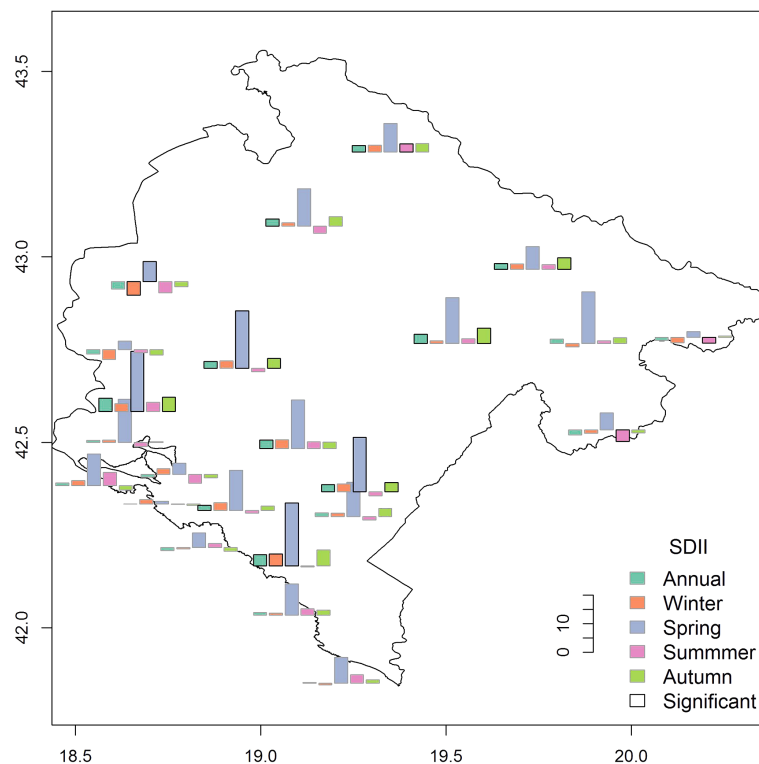 43.5
43.0
42.5
42.0
18.5
19.0
19.5
20.0
0
10
SDII
Annual
Winter
Spring
Summmer
Autumn
Significant